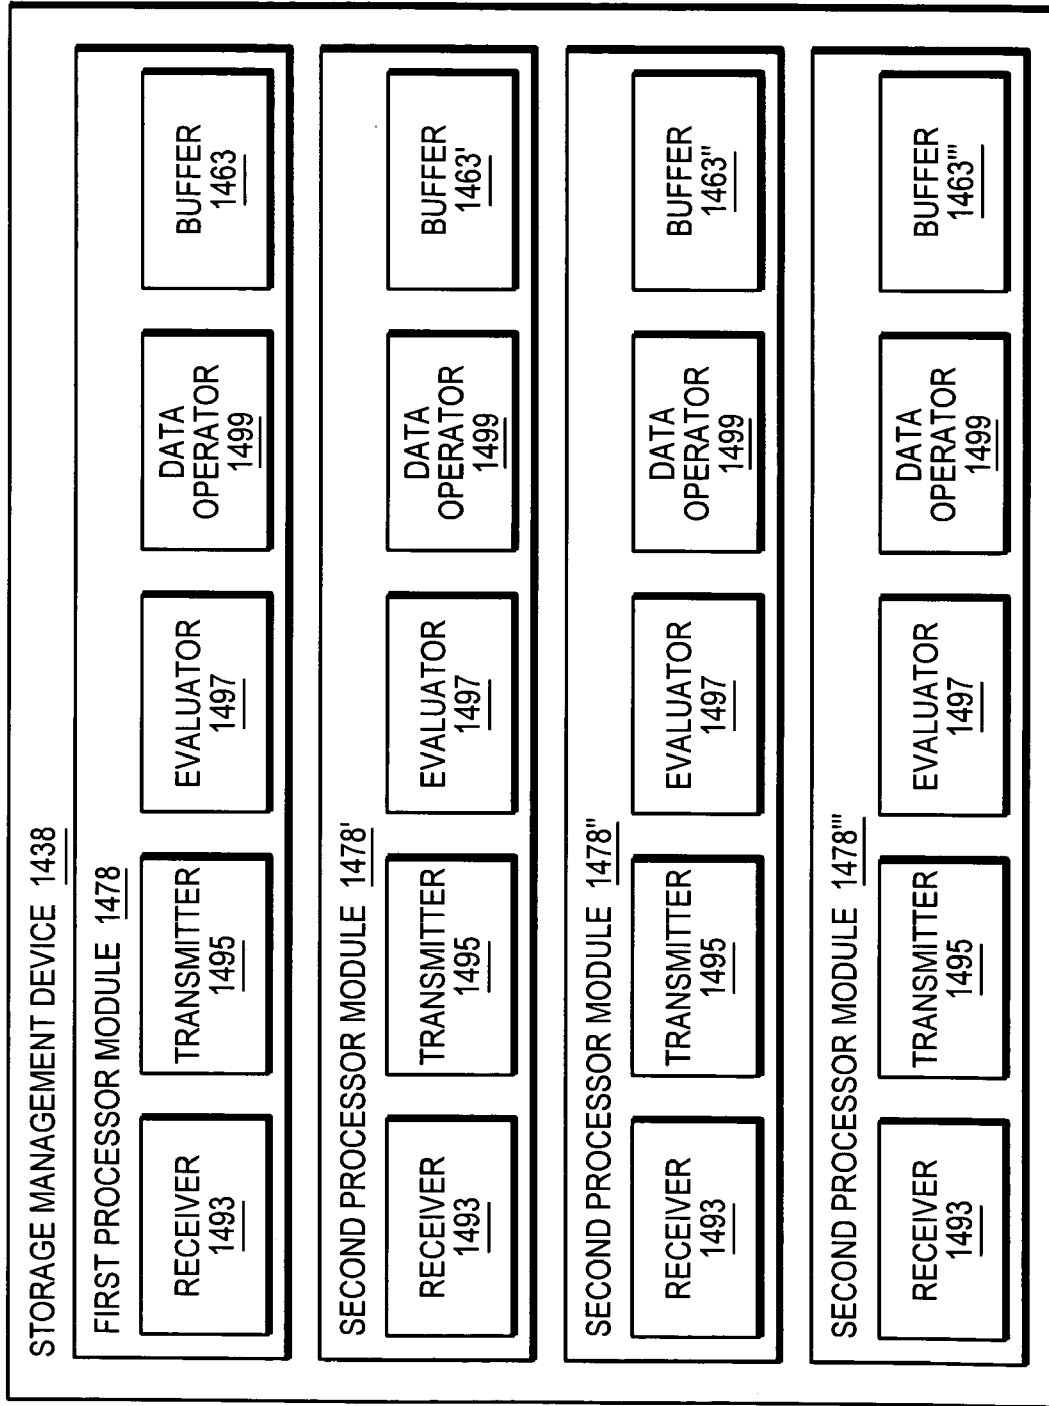 STORAGE MANAGEMENT DEVICE 1438
FIRST PROCESSOR MODULE 1478
RECEIVER
1493
TRANSMITTER
1495
EVALUATOR
1497
DATA
OPERATOR
1499
BUFFER
1463
SECOND PROCESSOR MODULE 1478'
RECEIVER
1493
TRANSMITTER
1495
EVALUATOR
1497
DATA
OPERATOR
1499
BUFFER
1463'
SECOND PROCESSOR MODULE 1478"
RECEIVER
1493
TRANSMITTER
1495
EVALUATOR
1497
DATA
OPERATOR
1499
BUFFER
1463"
SECOND PROCESSOR MODULE 1478"'
RECEIVER
1493
TRANSMITTER
1495
EVALUATOR
1497
DATA
OPERATOR
1499
BUFFER
1463"'